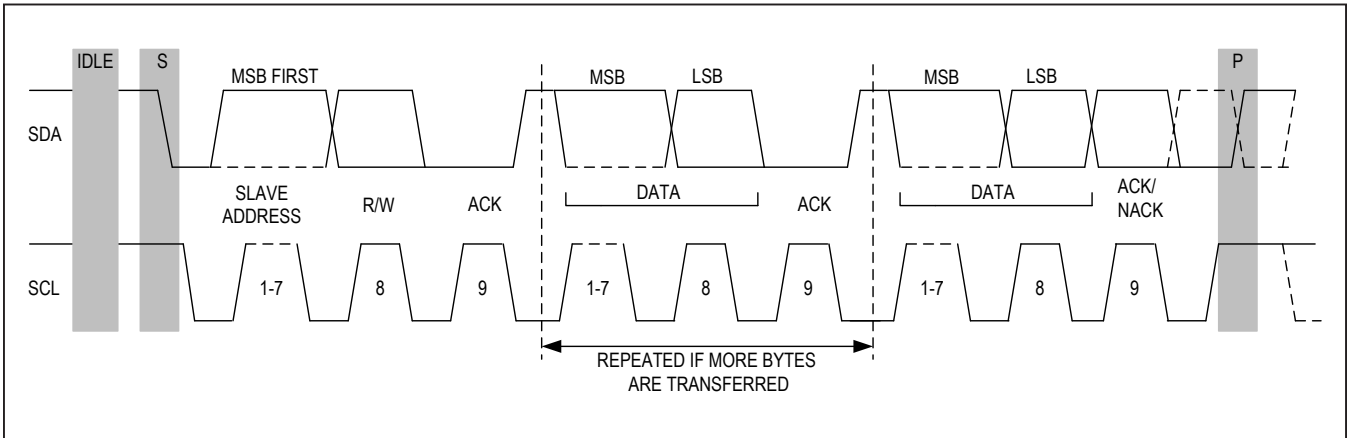 IDLE S P
MSB FIRST MSB LSB MSB LSB
SDA
SLAVE
ADDRESS R/W ACK DATA ACK DATA ACK/
NACK
SCL 1-7 8 9 1-7 8 9 1-7 8 9
REPEATED IF MORE BYTES
ARE TRANSFERRED